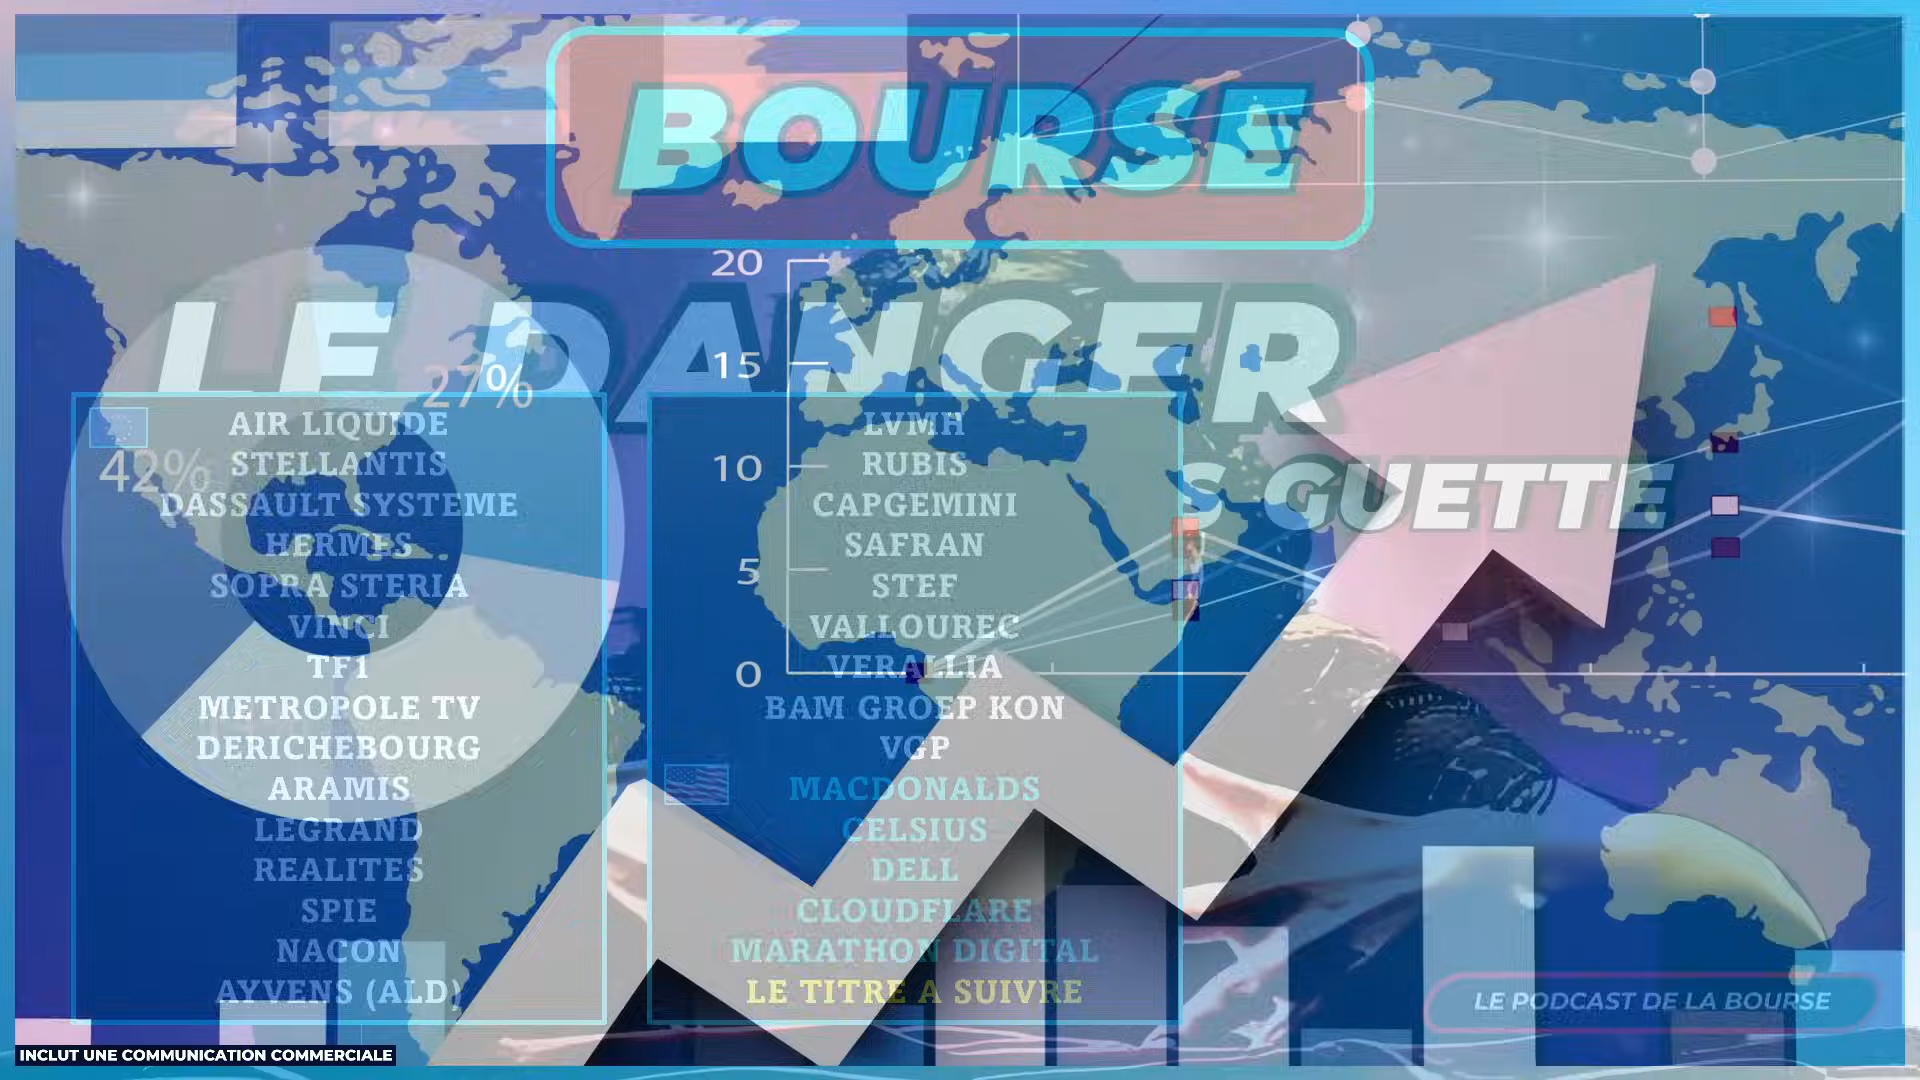 BOURSE
LE DANGER
S GUETTE
20
15
10
5
0
27%
42%
AIR LIQUIDE
STELLANTIS
DASSAULT SYSTEME
HERMES
SOPRA STERIA
VINCI
TF1
METROPOLE TV
DERICHEBOURG
ARAMIS
LEGRAND
REALITES
SPIE
NACON
AYVENS (ALD)
LVMH
RUBIS
CAPGEMINI
SAFRAN
STEF
VALLOUREC
VERALLIA
BAM GROEP KON
VGP
MACDONALDS
CELSIUS
DELL
CLOUDFLARE
MARATHON DIGITAL
LE TITRE A SUIVRE
LE PODCAST DE LA BOURSE
INCLUT UNE COMMUNICATION COMMERCIALE